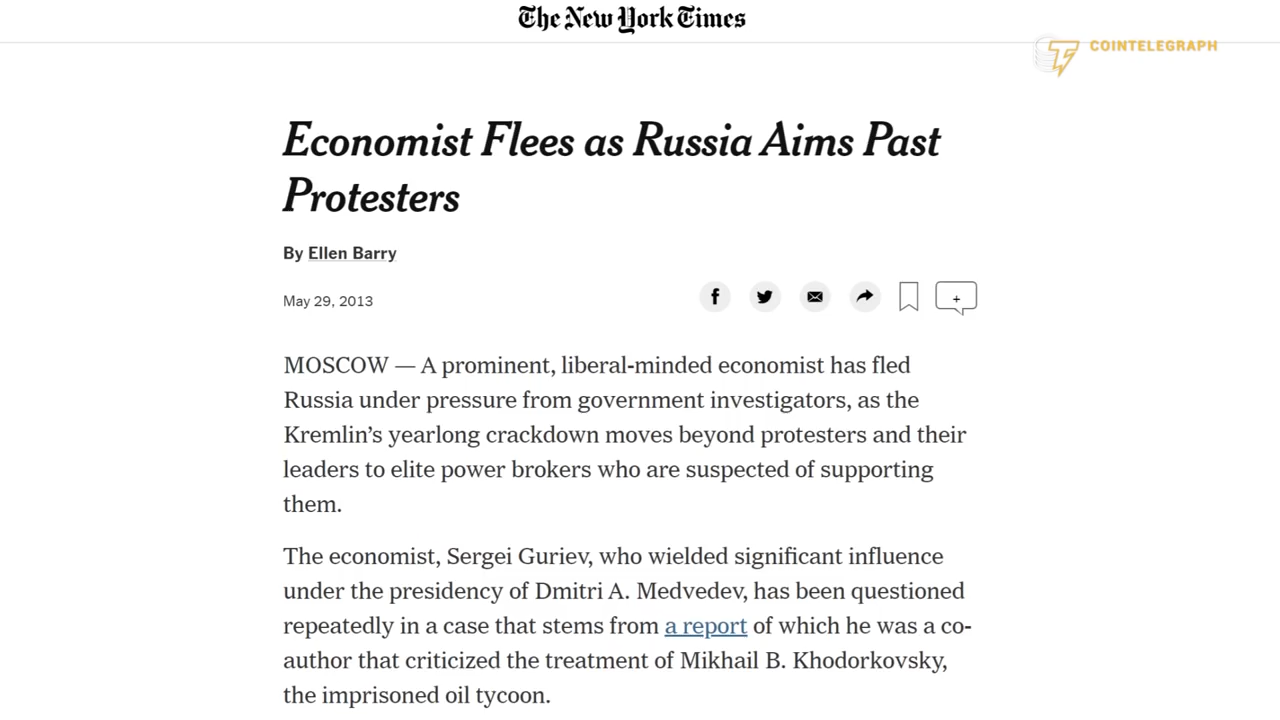 The New York Times
COINTELEGRAPH
Economist Flees as Russia Aims Past
Protesters
By Ellen Barry
May 29, 2013
MOSCOW — A prominent, liberal-minded economist has fled
Russia under pressure from government investigators, as the
Kremlin’s yearlong crackdown moves beyond protesters and their
leaders to elite power brokers who are suspected of supporting
them.
The economist, Sergei Guriev, who wielded significant influence
under the presidency of Dmitri A. Medvedev, has been questioned
repeatedly in a case that stems from a report of which he was a co-
author that criticized the treatment of Mikhail B. Khodorkovsky,
the imprisoned oil tycoon.